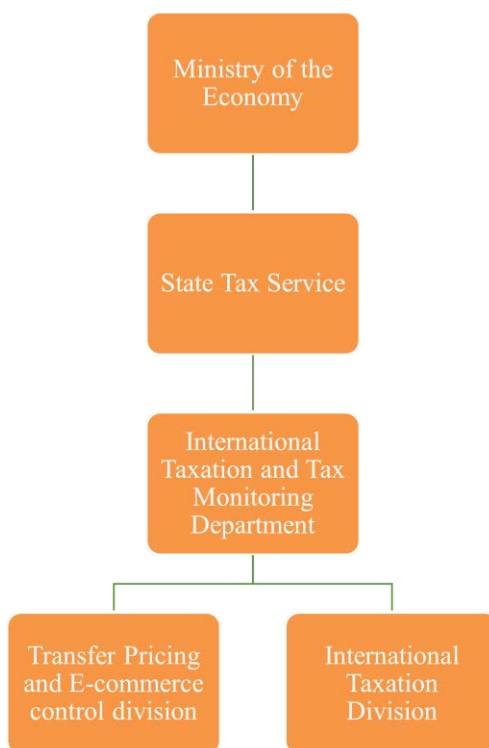 Ministry of the
Economy
State Tax Service
International
Taxation and Tax
Monitoring
Department
Transfer Pricing
and E-commerce
control division
International
Taxation
Division